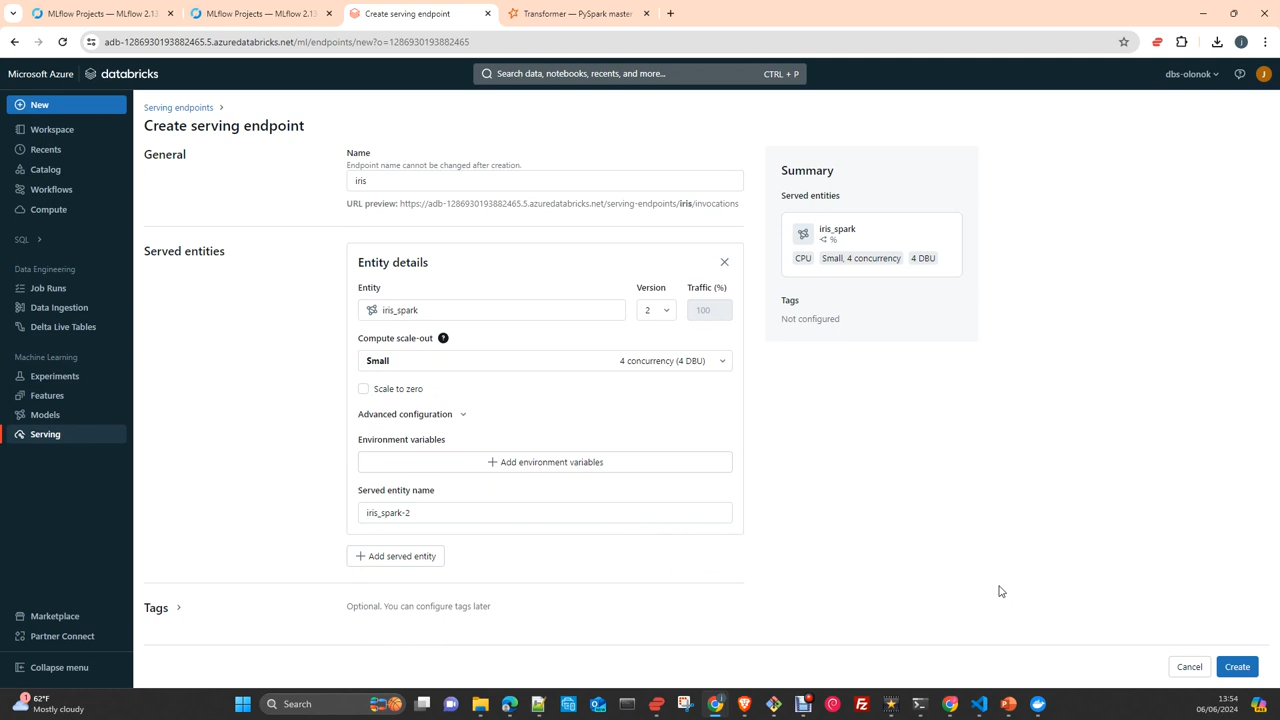 MLflow Projects — MLflow 2.13
MLflow Projects — MLflow 2.13
Create serving endpoint
Transformer — PySpark master
adb-1286930193882465.5.azuredatabricks.net/ml/endpoints/new?o=1286930193882465
Microsoft Azure
databricks
Search data, notebooks, recents, and more...
CTRL + P
dbs-olonok
J
New
Workspace
Recents
Catalog
Workflows
Compute
SQL
Data Engineering
Job Runs
Data Ingestion
Delta Live Tables
Machine Learning
Experiments
Features
Models
Serving
Marketplace
Partner Connect
Collapse menu
Serving endpoints
Create serving endpoint
General
Name
Endpoint name cannot be changed after creation.
iris
URL preview: https://adb-1286930193882465.5.azuredatabricks.net/serving-endpoints/iris/invocations
Served entities
Entity details
Entity
Version
Traffic (%)
iris_spark
2
100
Compute scale-out
Small
4 concurrency (4 DBU)
Scale to zero
Advanced configuration
Environment variables
+ Add environment variables
Served entity name
iris_spark-2
+ Add served entity
Tags
Optional. You can configure tags later
Summary
Served entities
iris_spark
%
CPU
Small, 4 concurrency
4 DBU
Tags
Not configured
Cancel
Create
1
62°F
Mostly cloudy
Search
13:54
06/06/2024